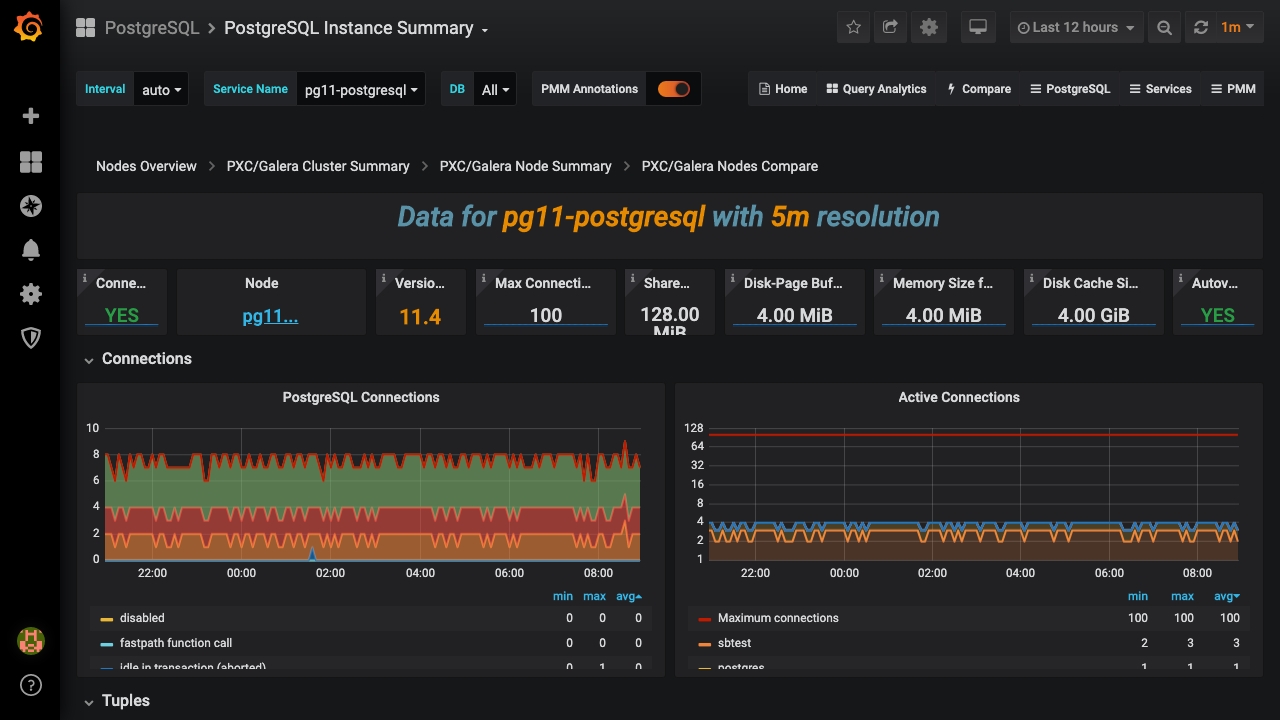 PostgreSQL > PostgreSQL Instance Summary
Last 12 hours
1m
Interval auto
Service Name pg11-postgresql
DB All
PMM Annotations
Home
Query Analytics
Compare
PostgreSQL
Services
PMM
Nodes Overview > PXC/Galera Cluster Summary > PXC/Galera Node Summary > PXC/Galera Nodes Compare
Data for pg11-postgresql with 5m resolution
Conne...
YES
Node
pg11...
Versio...
11.4
Max Connecti...
100
Share...
128.00
MiB
Disk-Page Buf...
4.00 MiB
Memory Size f...
4.00 MiB
Disk Cache Si...
4.00 GiB
Autov...
YES
Connections
PostgreSQL Connections
10
8
6
4
2
0
22:00 00:00 02:00 04:00 06:00 08:00
min max avg
disabled 0 0 0
fastpath function call 0 0 0
idle in transaction (aborted) 0 1 0
Active Connections
128
64
32
16
8
4
2
1
22:00 00:00 02:00 04:00 06:00 08:00
min max avg
Maximum connections 100 100 100
sbtest 2 3 3
postgres 1 1 1
Tuples